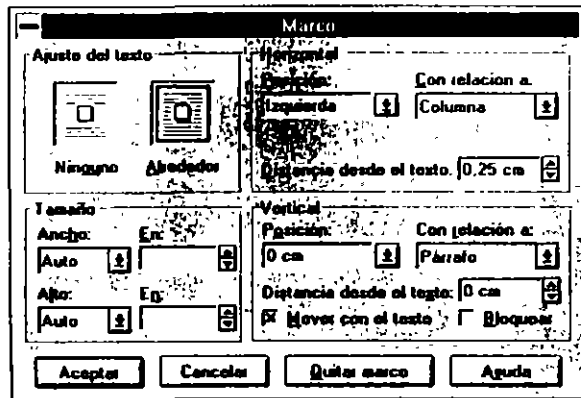 Marco
Ajuste del texto
Ninguno Alrededor
Horizontal
Posición: Con relación a:
Izquierda Columna
Distancia desde el texto: 0,25 cm
Tamaño
Ancho: En:
Auto
Alto: En:
Auto
Vertical
Posición: Con relación a:
0 cm Párrafo
Distancia desde el texto: 0 cm
Mover con el texto Bloquear
Aceptar Cancelar Quitar marco Ayuda